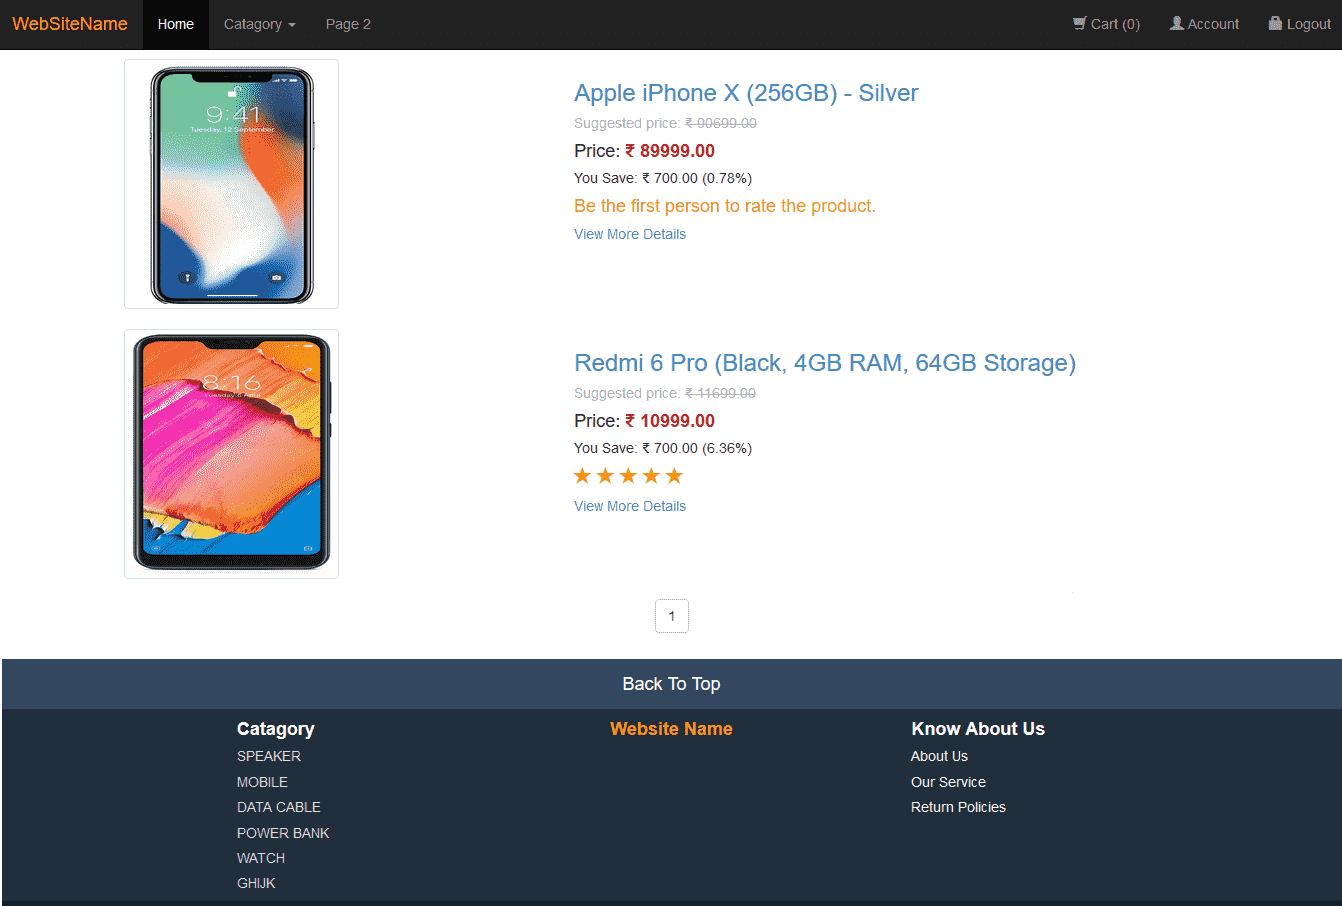 WebSiteName Home Catagory Page 2 Cart (0) Account Logout
9:41
Tuesday, 12 September
Apple iPhone X (256GB) - Silver
Suggested price: ₹ 90699.00
Price: ₹ 89999.00
You Save: ₹ 700.00 (0.78%)
Be the first person to rate the product.
View More Details
8:16
Redmi 6 Pro (Black, 4GB RAM, 64GB Storage)
Suggested price: ₹ 11699.00
Price: ₹ 10999.00
You Save: ₹ 700.00 (6.36%)
View More Details
1
Back To Top
Catagory
SPEAKER
MOBILE
DATA CABLE
POWER BANK
WATCH
GHIJK
Website Name
Know About Us
About Us
Our Service
Return Policies